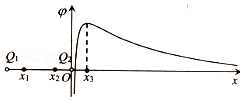 φ
Q₁ Q₂
x₁ x₂ O x₃ x